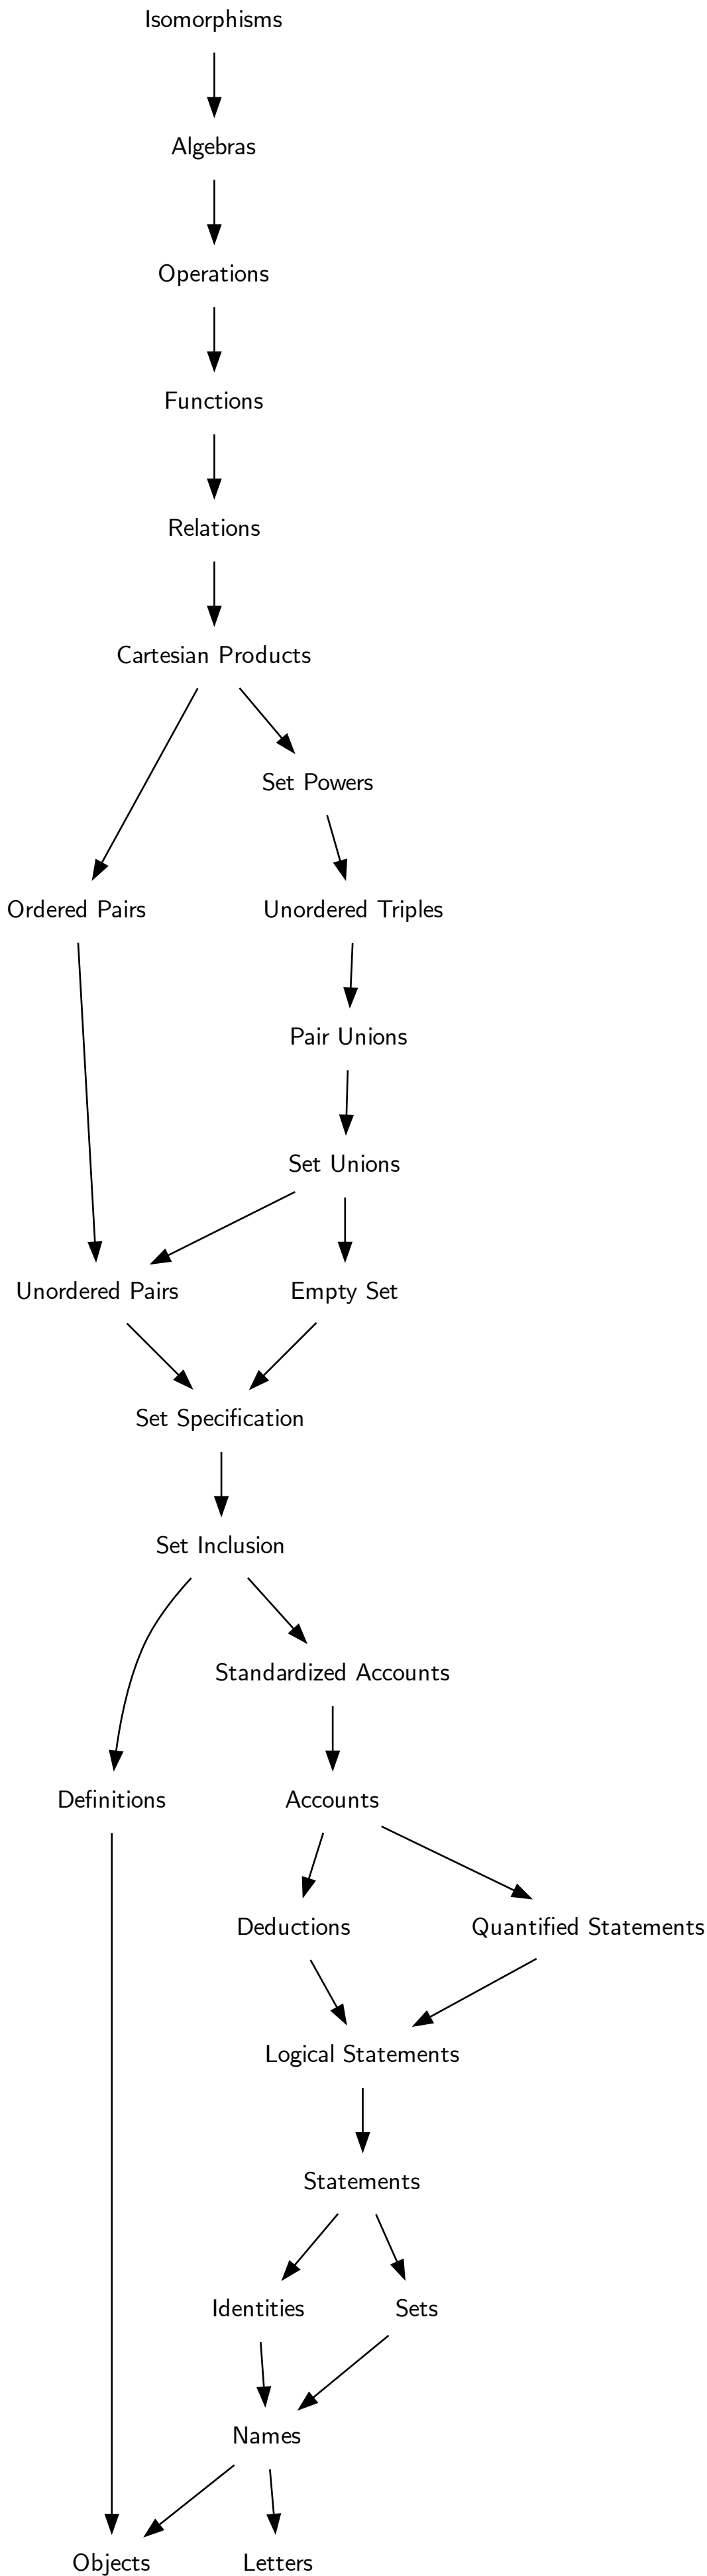 Isomorphisms
Algebras
Operations
Functions
Relations
Cartesian Products
Set Powers
Ordered Pairs
Unordered Triples
Pair Unions
Set Unions
Unordered Pairs
Empty Set
Set Specification
Set Inclusion
Standardized Accounts
Definitions
Accounts
Deductions
Quantified Statements
Logical Statements
Statements
Identities
Sets
Names
Objects
Letters